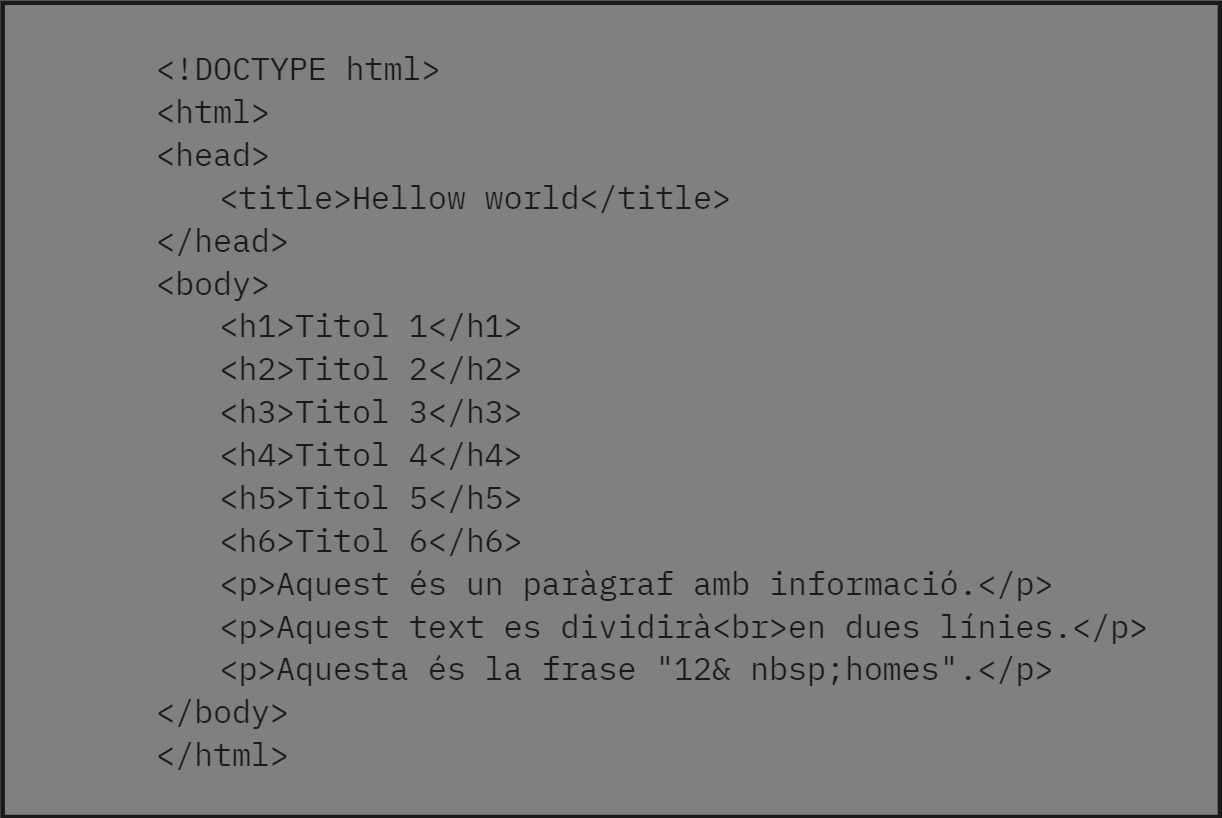 <!DOCTYPE html>
<html>
<head>
<title>Hellow world</title>
</head>
<body>
<h1>Titol 1</h1>
<h2>Titol 2</h2>
<h3>Titol 3</h3>
<h4>Titol 4</h4>
<h5>Titol 5</h5>
<h6>Titol 6</h6>
<p>Aquest és un paràgraf amb informació.</p>
<p>Aquest text es dividirà<br>en dues línies.</p>
<p>Aquesta és la frase "12& nbsp;homes".</p>
</body>
</html>